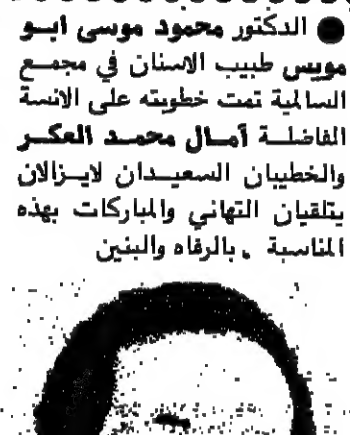 ● الدكتور محمود موسى ابو
مويس طبيب الاسنان في مجمع
السالمية تمت خطوبته على الانسة
الفاضلة آمال محمد العكر
والخطيبان السعيدان لايزالان
يتلقيان التهاني والمباركات بهذه
المناسبة . بالرفاه والبنين